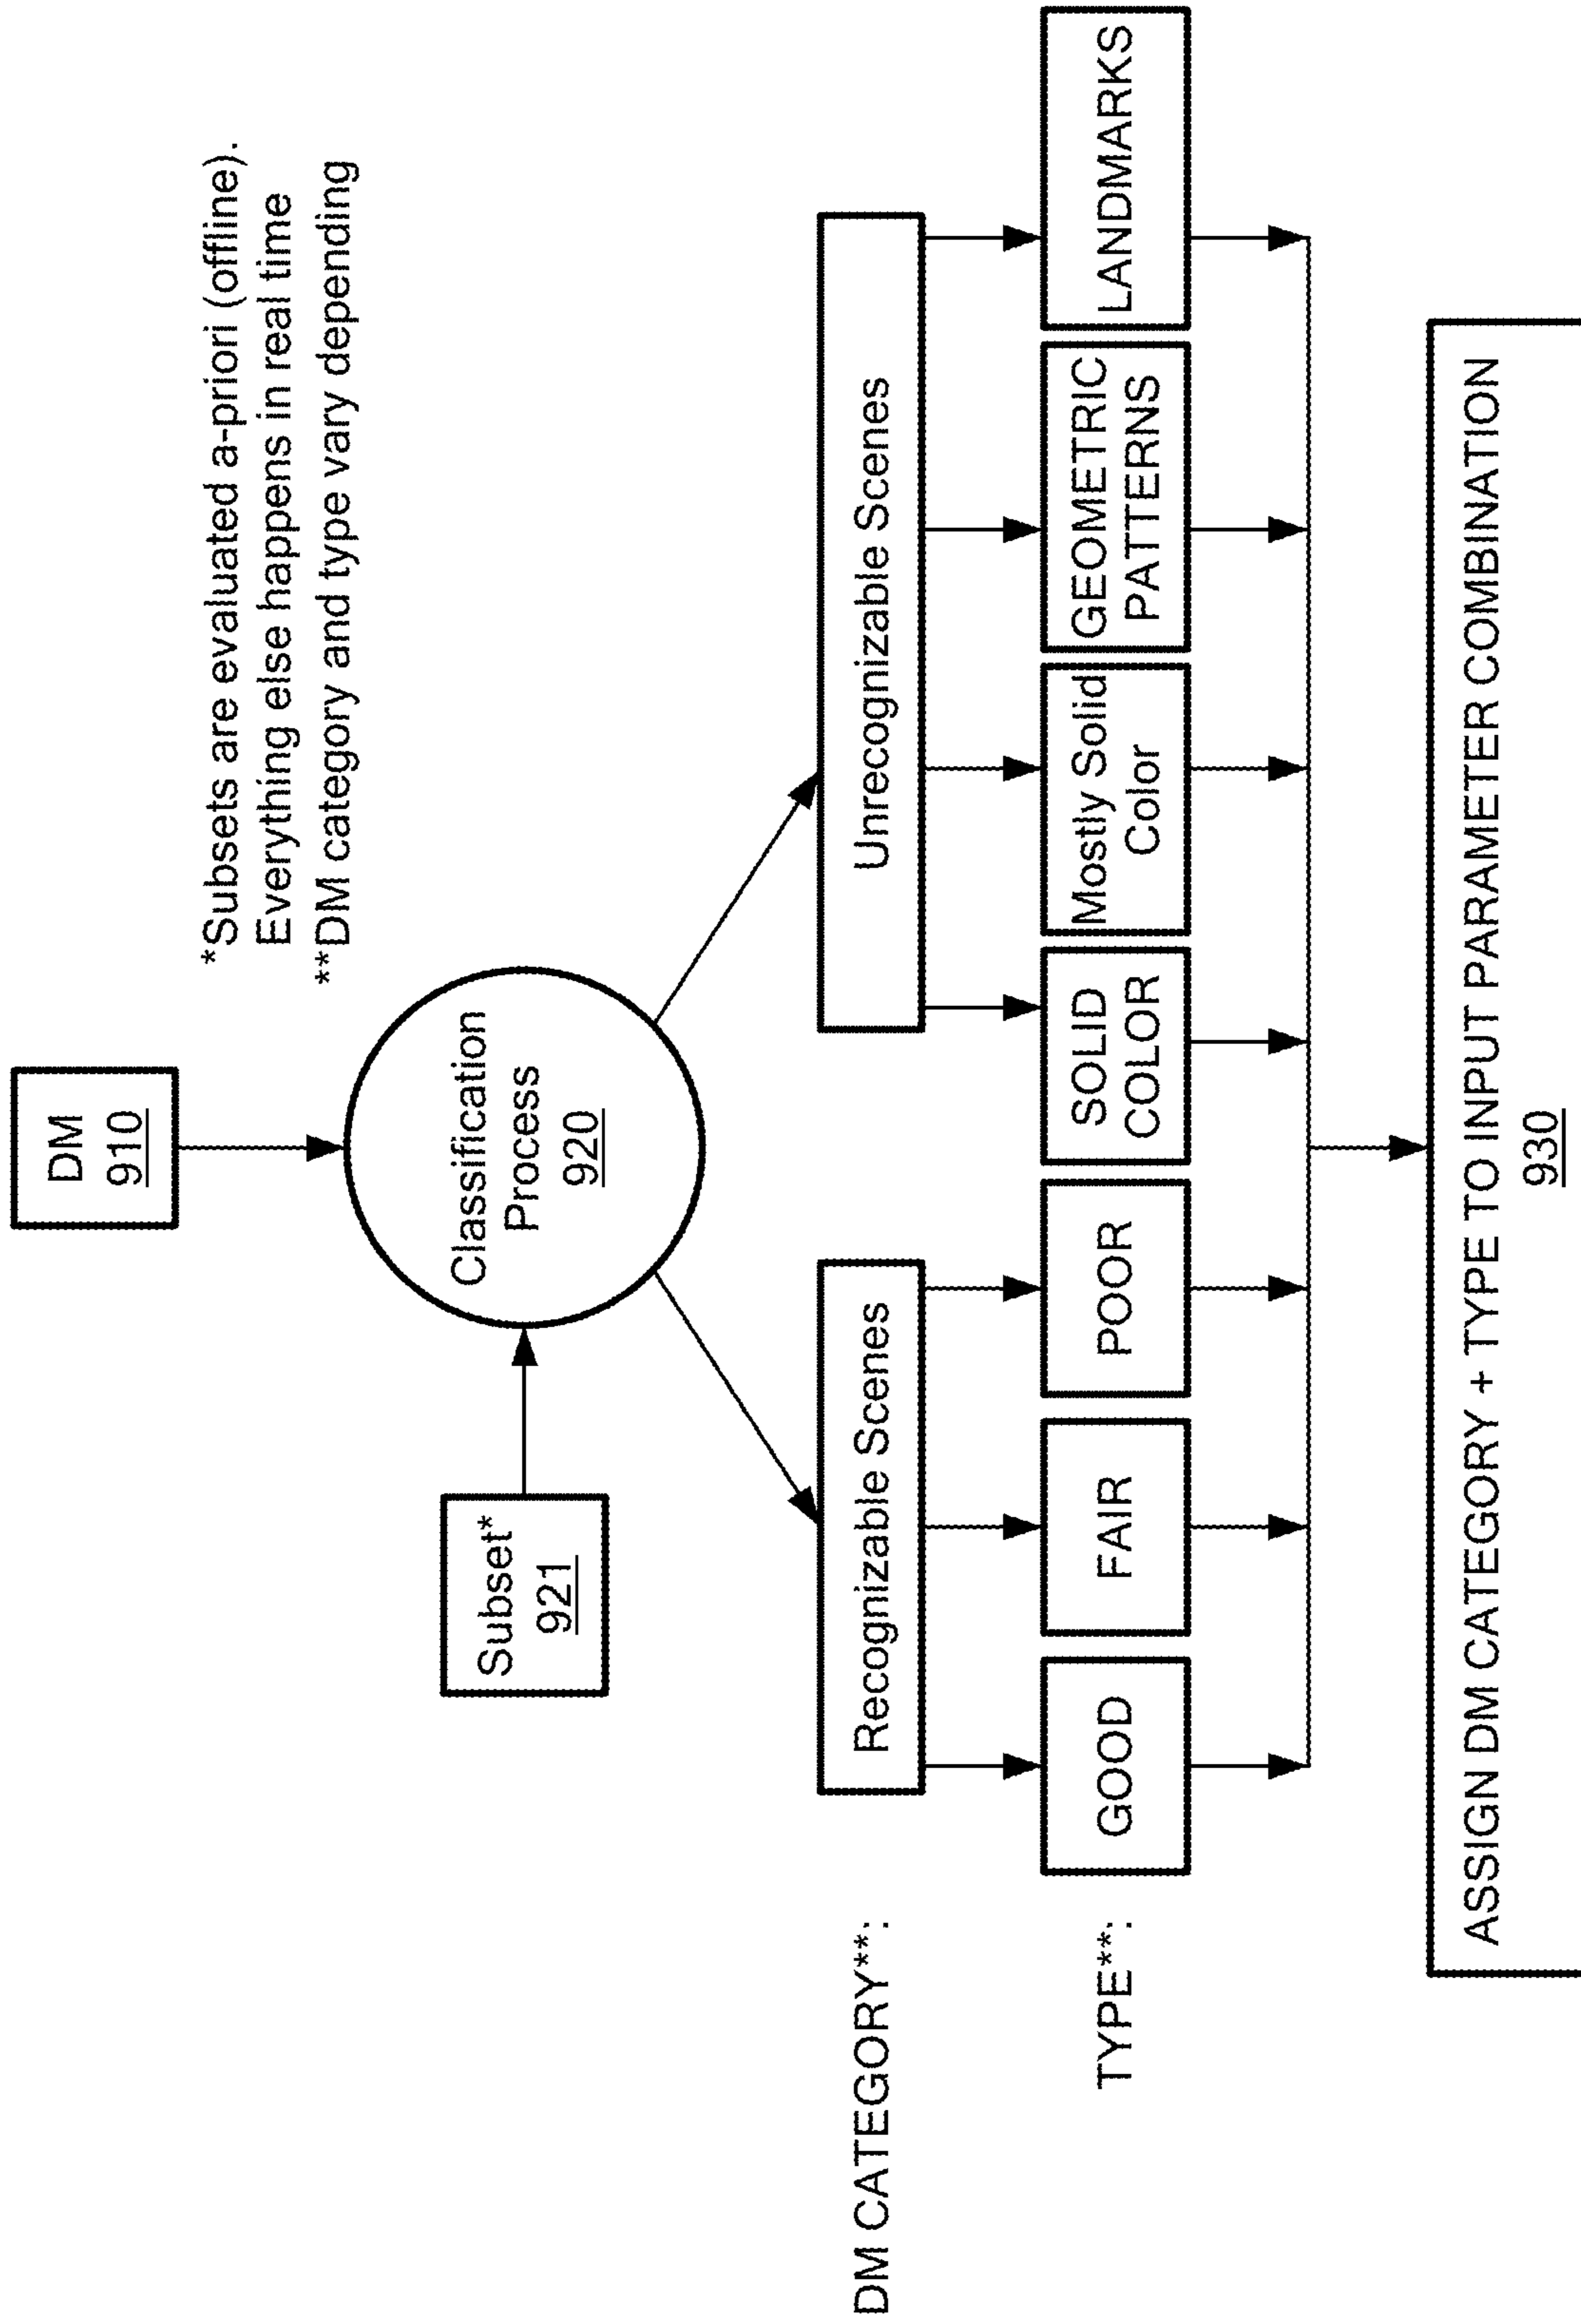 DM
910
*Subsets are evaluated a-priori (offline).
Everything else happens in real time
**DM category and type vary depending
Subset*
921
Classification
Process
920
DM CATEGORY**:
Recognizable Scenes
Unrecognizable Scenes
TYPE**:
GOOD
FAIR
POOR
SOLID
COLOR
Mostly Solid
Color
GEOMETRIC
PATTERNS
LANDMARKS
ASSIGN DM CATEGORY + TYPE TO INPUT PARAMETER COMBINATION
930